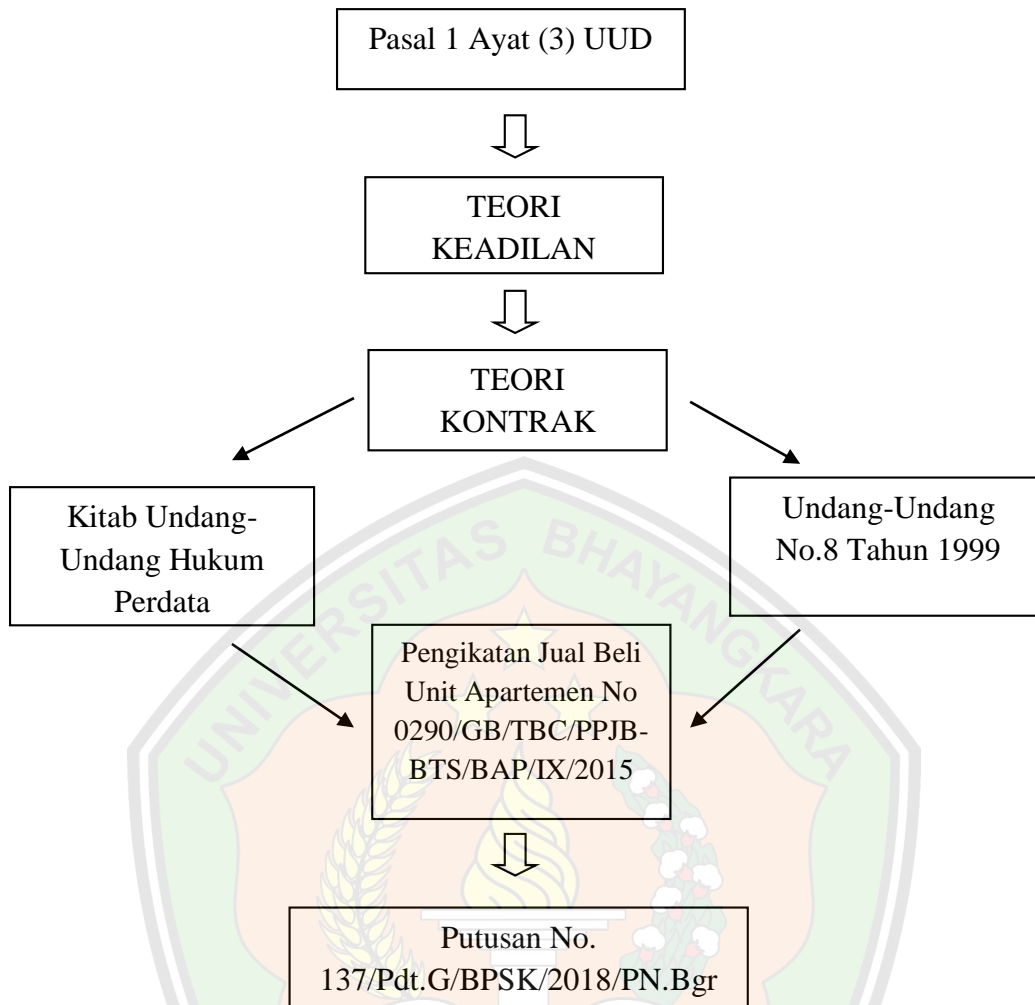 Pasal 1 Ayat (3) UUD
TEORI
KEADILAN
TEORI
KONTRAK
Kitab Undang-
Undang Hukum
Perdata
Undang-Undang
No.8 Tahun 1999
UNIVERSITAS BHAYANGKARA
Pengikatan Jual Beli
Unit Apartemen No
0290/GB/TBC/PPJB-
BTS/BAP/IX/2015
Putusan No.
137/Pdt.G/BPSK/2018/PN.Bgr